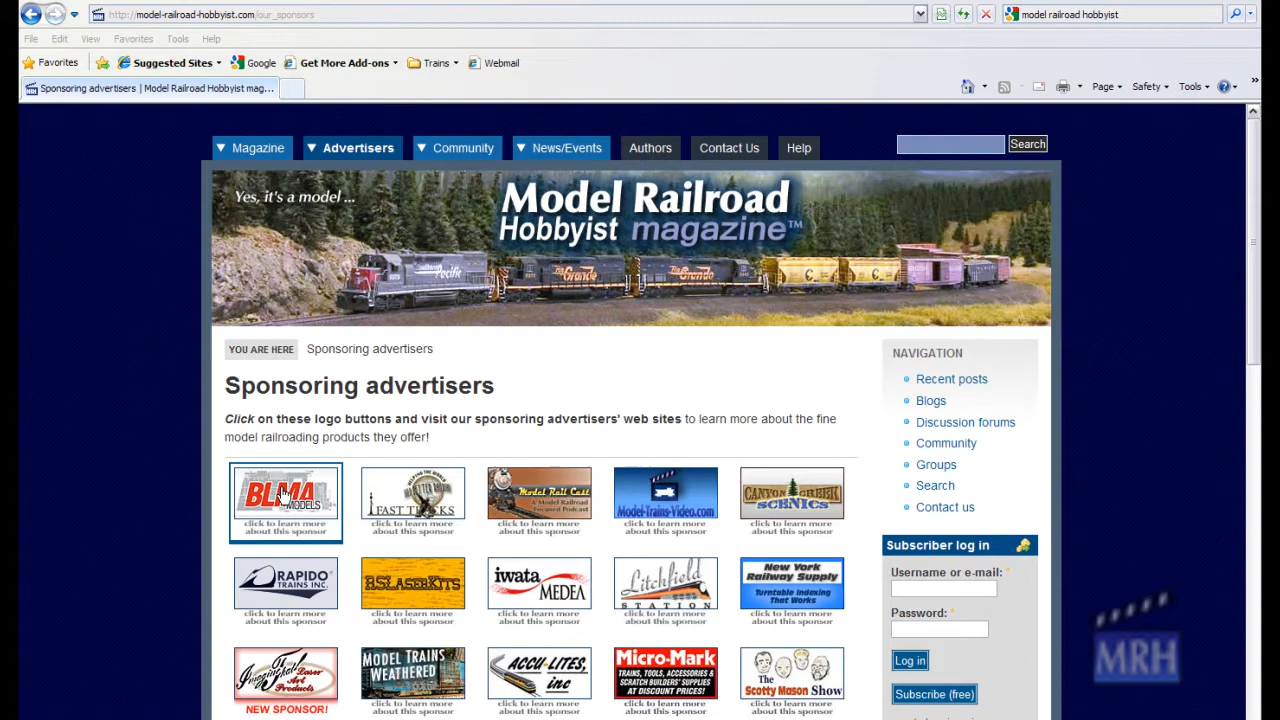 http://model-railroad-hobbyist.com/our_sponsors
model railroad hobbyist
File Edit View Favorites Tools Help
Favorites Suggested Sites Google Get More Add-ons Trains Webmail
Sponsoring advertisers | Model Railroad Hobbyist mag...
Page Safety Tools
Magazine Advertisers Community News/Events Authors Contact Us Help Search
Yes, it's a model ...
Model Railroad
Hobbyist magazine™
Southern Pacific Rio Grande Rio Grande
YOU ARE HERE Sponsoring advertisers
Sponsoring advertisers
Click on these logo buttons and visit our sponsoring advertisers' web sites to learn more about the fine
model railroading products they offer!
BLMA
MODELS
click to learn more
about this sponsor
FAST TRACKS
click to learn more
about this sponsor
Model Rail Cast
A Model Railroad
Focused Podcast
click to learn more
about this sponsor
Model-Trains-Video.com
click to learn more
about this sponsor
CANYON CREEK
SCENICS
click to learn more
about this sponsor
RAPIDO
TRAINS INC.
click to learn more
about this sponsor
RSLASERKITS
click to learn more
about this sponsor
iwata
MEDEA
click to learn more
about this sponsor
Litchfield
STATION
click to learn more
about this sponsor
New York
Railway Supply
Turntable Indexing
That Works
click to learn more
about this sponsor
Laser
Art
Products
NEW SPONSOR!
MODEL TRAINS
WEATHERED
click to learn more
about this sponsor
ACCU-LITES,
inc
click to learn more
about this sponsor
Micro-Mark
TRAINS, TOOLS, ACCESSORIES &
SCRATCH BUILDERS' SUPPLIES
AT DISCOUNT PRICES!
click to learn more
about this sponsor
The
Scotty Mason Show
click to learn more
about this sponsor
NAVIGATION
Recent posts
Blogs
Discussion forums
Community
Groups
Search
Contact us
Subscriber log in
Username or e-mail: *
Password: *
Log in
Subscribe (free)
MRH